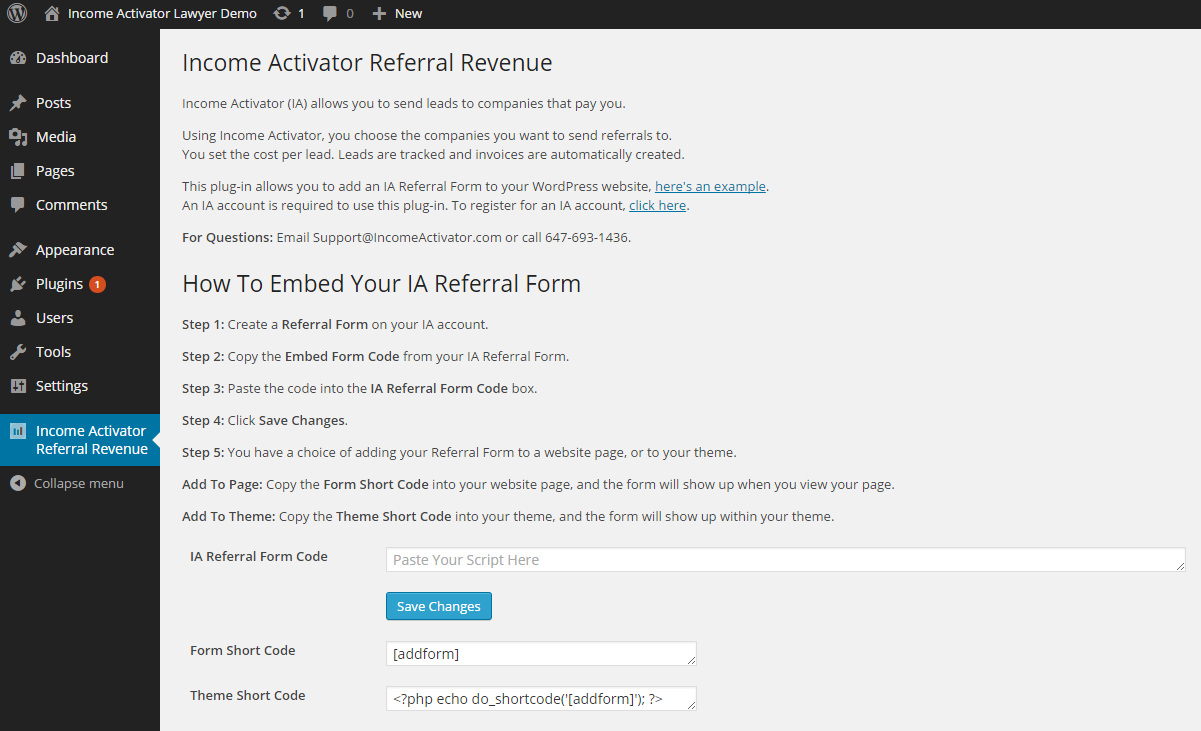 Income Activator Lawyer Demo 1 0 New
Dashboard
Posts
Media
Pages
Comments
Appearance
Plugins 1
Users
Tools
Settings
Income Activator
Referral Revenue
Collapse menu
Income Activator Referral Revenue
Income Activator (IA) allows you to send leads to companies that pay you.
Using Income Activator, you choose the companies you want to send referrals to.
You set the cost per lead. Leads are tracked and invoices are automatically created.
This plug-in allows you to add an IA Referral Form to your WordPress website, here's an example.
An IA account is required to use this plug-in. To register for an IA account, click here.
For Questions: Email Support@IncomeActivator.com or call 647-693-1436.
How To Embed Your IA Referral Form
Step 1: Create a Referral Form on your IA account.
Step 2: Copy the Embed Form Code from your IA Referral Form.
Step 3: Paste the code into the IA Referral Form Code box.
Step 4: Click Save Changes.
Step 5: You have a choice of adding your Referral Form to a website page, or to your theme.
Add To Page: Copy the Form Short Code into your website page, and the form will show up when you view your page.
Add To Theme: Copy the Theme Short Code into your theme, and the form will show up within your theme.
IA Referral Form Code
Paste Your Script Here
Save Changes
Form Short Code
[addform]
Theme Short Code
<?php echo do_shortcode('[addform]'); ?>